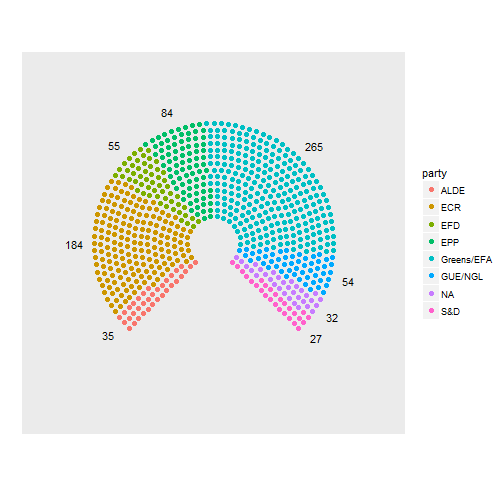 84
55
265
184
54
32
35
27
party
ALDE
ECR
EFD
EPP
Greens/EFA
GUE/NGL
NA
S&D